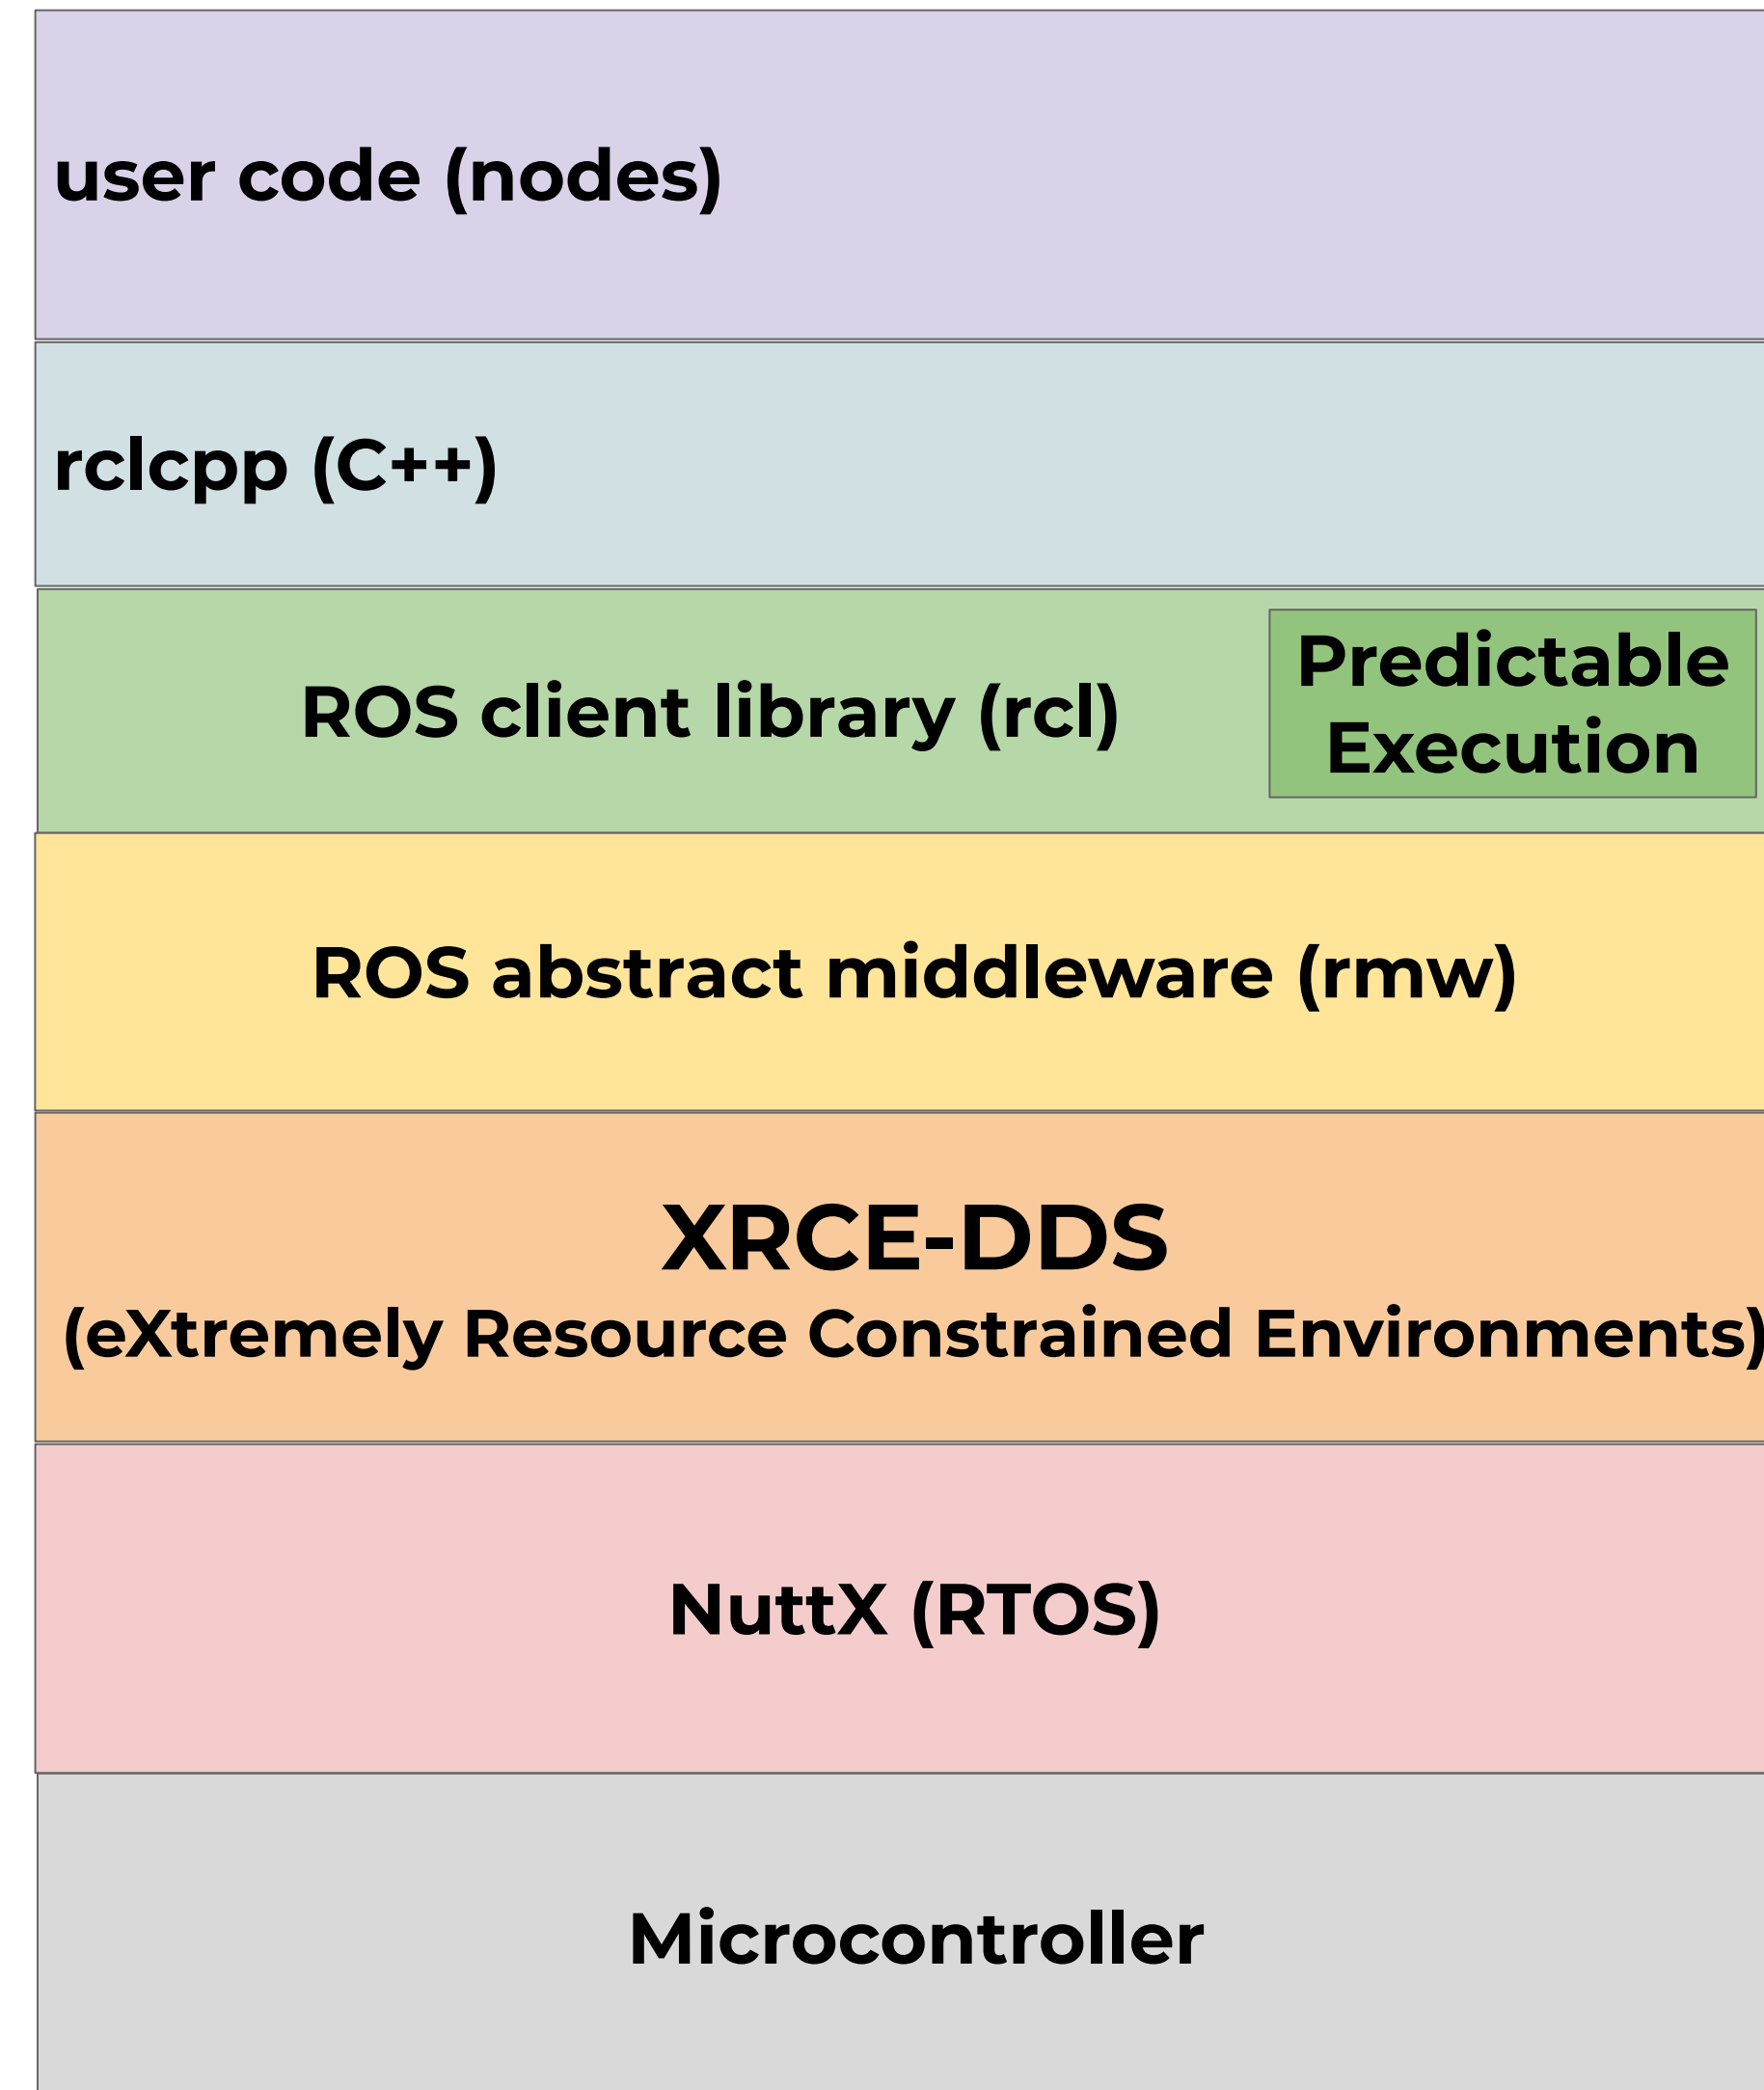 user code (nodes)
rclcpp (C++)
ROS client library (rcl)
Predictable
Execution
ROS abstract middleware (rmw)
XRCE-DDS
(eXtremely Resource Constrained Environments)
NuttX (RTOS)
Microcontroller